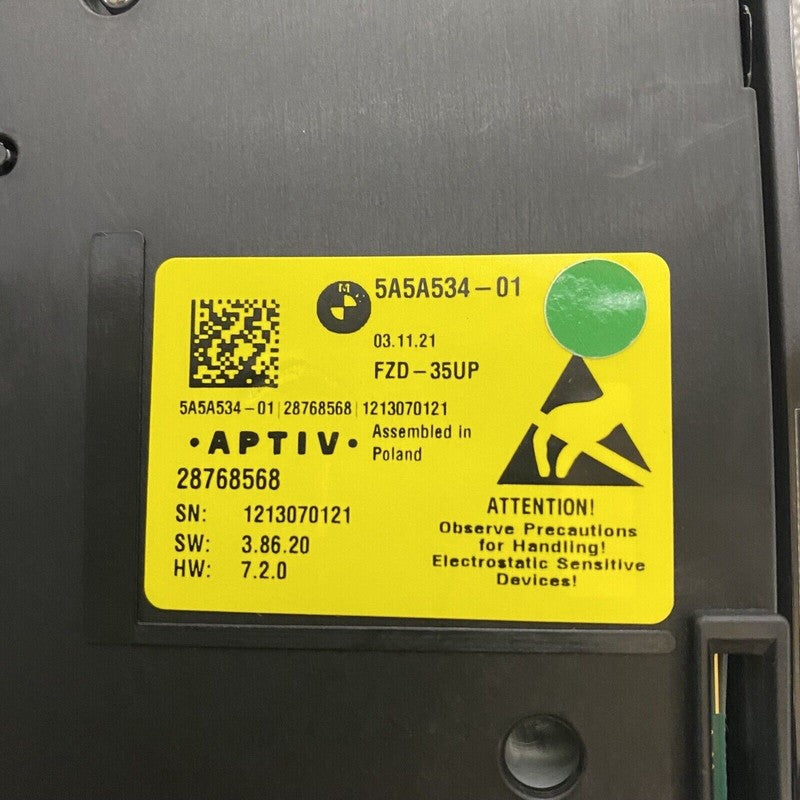 M
5A5A534-01
03.11.21
FZD-35UP
5A5A534-01|28768568|1213070121
·APTIV·
Assembled in
Poland
28768568
SN: 1213070121
SW: 3.86.20
HW: 7.2.0
ATTENTION!
Observe Precautions
for Handling!
Electrostatic Sensitive
Devices!